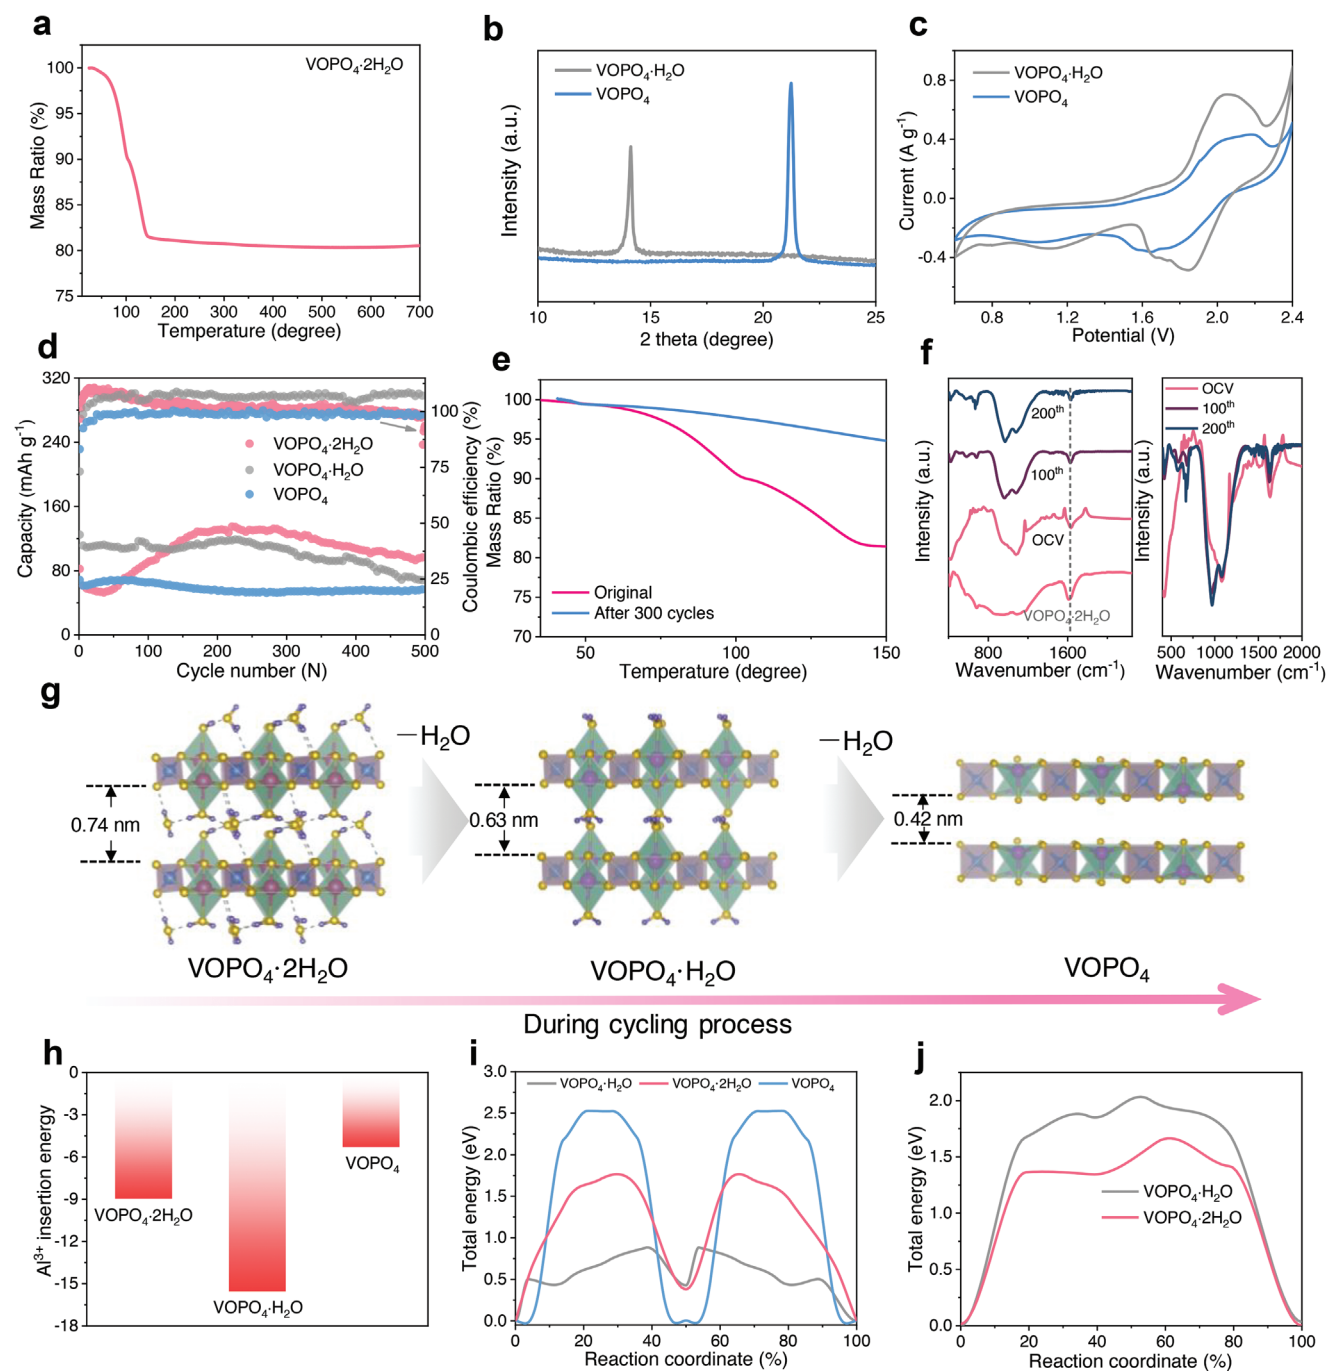 a
VOPO₄·2H₂O
100
95
90
85
80
75
Mass Ratio (%)
100 200 300 400 500 600 700
Temperature (degree)
b
VOPO₄·H₂O
VOPO₄
Intensity (a.u.)
10 15 20 25
2 theta (degree)
c
VOPO₄·H₂O
VOPO₄
0.8
0.4
0.0
-0.4
Current (A g⁻¹)
0.8 1.2 1.6 2.0 2.4
Potential (V)
d
320
240
160
80
0
Capacity (mAh g⁻¹)
VOPO₄·2H₂O
VOPO₄·H₂O
VOPO₄
100
75
50
25
0
Coulombic efficiency (%)
0 100 200 300 400 500
Cycle number (N)
e
100
95
90
85
80
75
70
Mass Ratio (%)
Original
After 300 cycles
50 100 150
Temperature (degree)
f
200ᵗʰ
100ᵗʰ
OCV
VOPO₄·2H₂O
Intensity (a.u.)
800 1600
Wavenumber (cm⁻¹)
OCV
100ᵗʰ
200ᵗʰ
Intensity (a.u.)
500 1000 1500 2000
Wavenumber (cm⁻¹)
g
—H₂O
—H₂O
0.74 nm
0.63 nm
0.42 nm
VOPO₄·2H₂O
VOPO₄·H₂O
VOPO₄
During cycling process
h
0
-3
-6
-9
-12
-15
-18
Al³⁺ insertion energy
VOPO₄·2H₂O
VOPO₄·H₂O
VOPO₄
i
VOPO₄·H₂O VOPO₄·2H₂O VOPO₄
3.0
2.5
2.0
1.5
1.0
0.5
0.0
Total energy (eV)
0 20 40 60 80 100
Reaction coordinate (%)
j
2.0
1.5
1.0
0.5
0.0
Total energy (eV)
VOPO₄·H₂O
VOPO₄·2H₂O
0 20 40 60 80 100
Reaction coordinate (%)